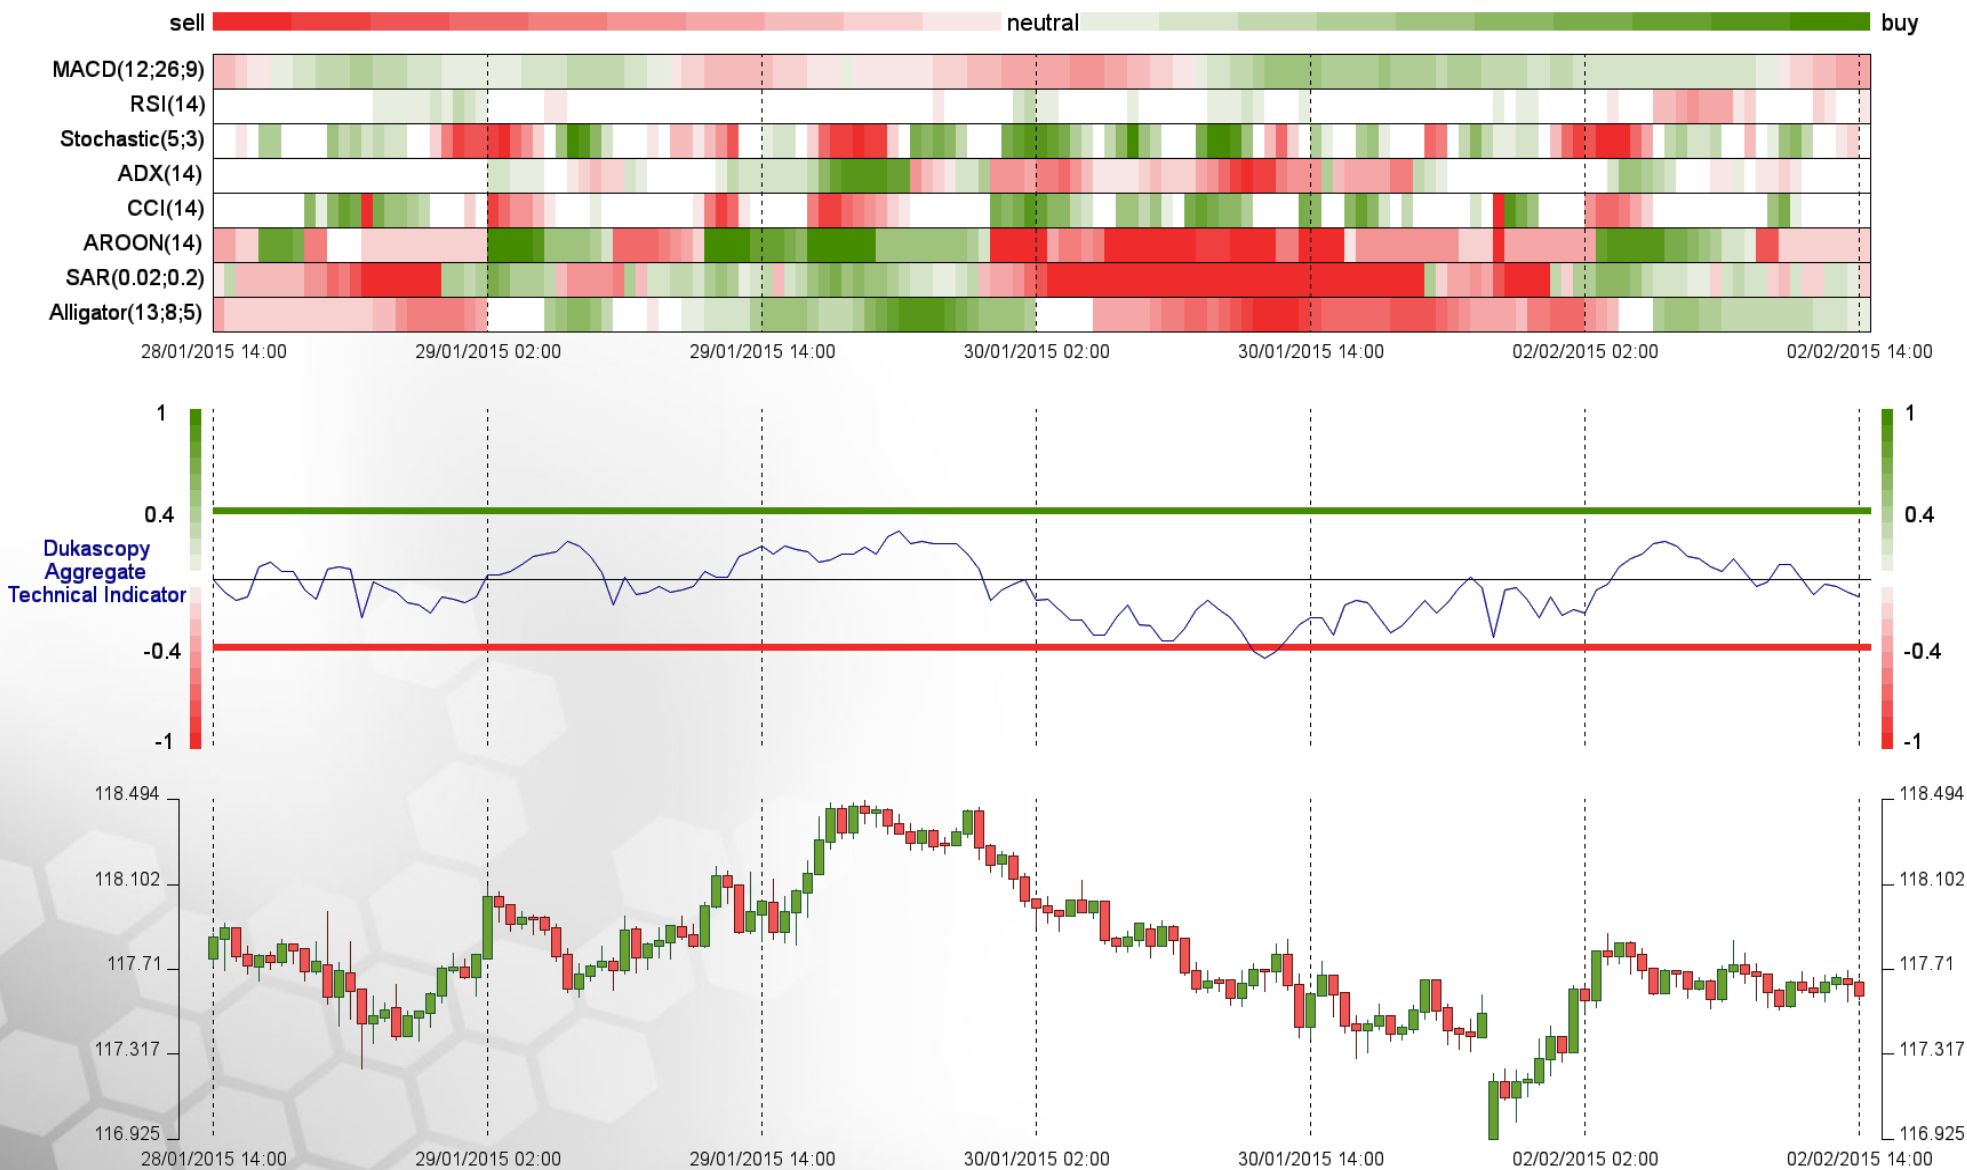 sell neutral buy
MACD(12;26;9)
RSI(14)
Stochastic(5;3)
ADX(14)
CCI(14)
AROON(14)
SAR(0.02;0.2)
Alligator(13;8;5)
28/01/2015 14:00 29/01/2015 02:00 29/01/2015 14:00 30/01/2015 02:00 30/01/2015 14:00 02/02/2015 02:00 02/02/2015 14:00
1 1
0.4 0.4
Dukascopy
Aggregate
Technical Indicator
-0.4 -0.4
-1 -1
118.494 118.494
118.102 118.102
117.71 117.71
117.317 117.317
116.925 116.925
28/01/2015 14:00 29/01/2015 02:00 29/01/2015 14:00 30/01/2015 02:00 30/01/2015 14:00 02/02/2015 02:00 02/02/2015 14:00